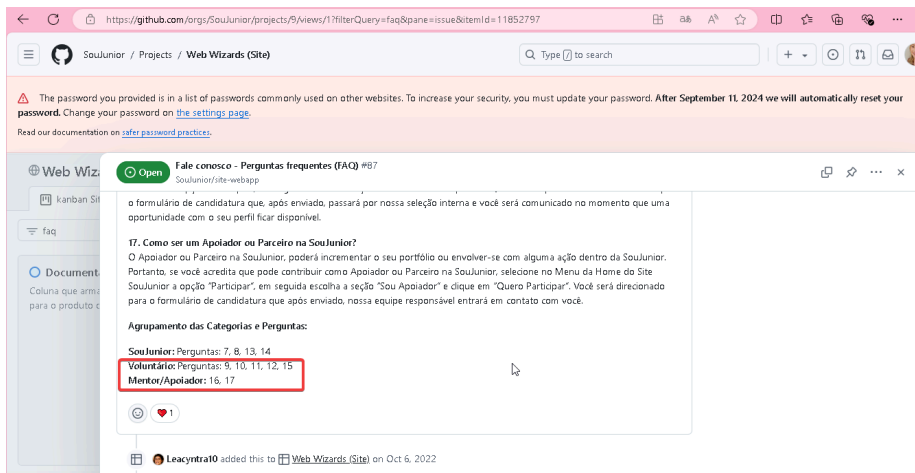 https://github.com/orgs/SouJunior/projects/9/views/1?filterQuery=faq&pane=issue&itemId=11852797
SouJunior / Projects / Web Wizards (Site)
Type / to search
The password you provided is in a list of passwords commonly used on other websites. To increase your security, you must update your password. After September 11, 2024 we will automatically reset your
password. Change your password on the settings page.
Read our documentation on safer password practices.
Web Wiza
kanban Sit
faq
Document
Coluna que arma
para o produto c
Open
Fale conosco - Perguntas frequentes (FAQ) #87
SouJunior/site-webapp
o formulário de candidatura que, após enviado, passará por nossa seleção interna e você será comunicado no momento que uma
oportunidade com o seu perfil ficar disponível.
17. Como ser um Apoiador ou Parceiro na SouJunior?
O Apoiador ou Parceiro na SouJunior, poderá incrementar o seu portfólio ou envolver-se com alguma ação dentro da SouJunior.
Portanto, se você acredita que pode contribuir como Apoiador ou Parceiro na SouJunior, selecione no Menu da Home do Site
SouJunior a opção "Participar", em seguida escolha a seção "Sou Apoiador" e clique em "Quero Participar". Você será direcionado
para o formulário de candidatura que após enviado, nossa equipe responsável entrará em contato com você.
Agrupamento das Categorias e Perguntas:
SouJunior: Perguntas: 7, 8, 13, 14
Voluntário: Perguntas: 9, 10, 11, 12, 15
Mentor/Apoiador: 16, 17
1
Leacyntra10 added this to Web Wizards (Site) on Oct 6, 2022